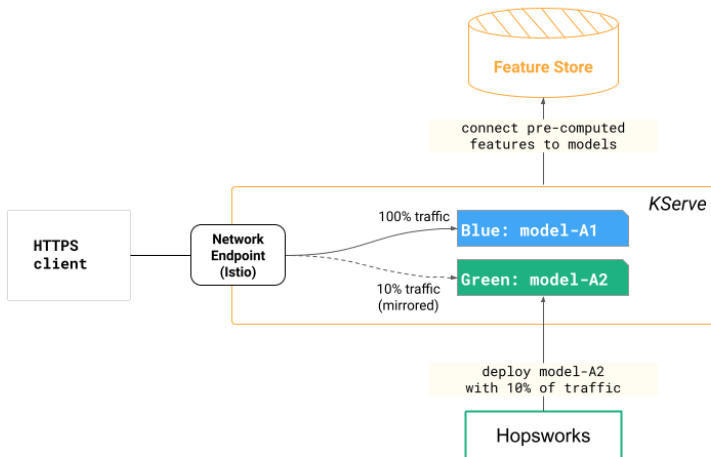 Feature Store
connect pre-computed
features to models
KServe
100% traffic
Blue: model-A1
HTTPS
client
Network
Endpoint
(Istio)
Green: model-A2
10% traffic
(mirrored)
deploy model-A2
with 10% of traffic
Hopsworks